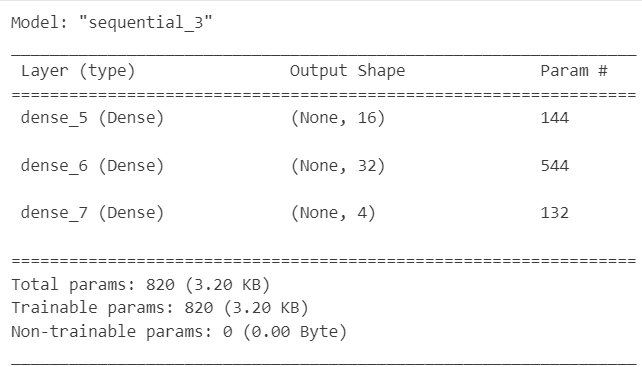 Model: "sequential_3"
_________________________________________________________________
Layer (type) Output Shape Param #
=================================================================
dense_5 (Dense) (None, 16) 144
dense_6 (Dense) (None, 32) 544
dense_7 (Dense) (None, 4) 132
=================================================================
Total params: 820 (3.20 KB)
Trainable params: 820 (3.20 KB)
Non-trainable params: 0 (0.00 Byte)
_________________________________________________________________